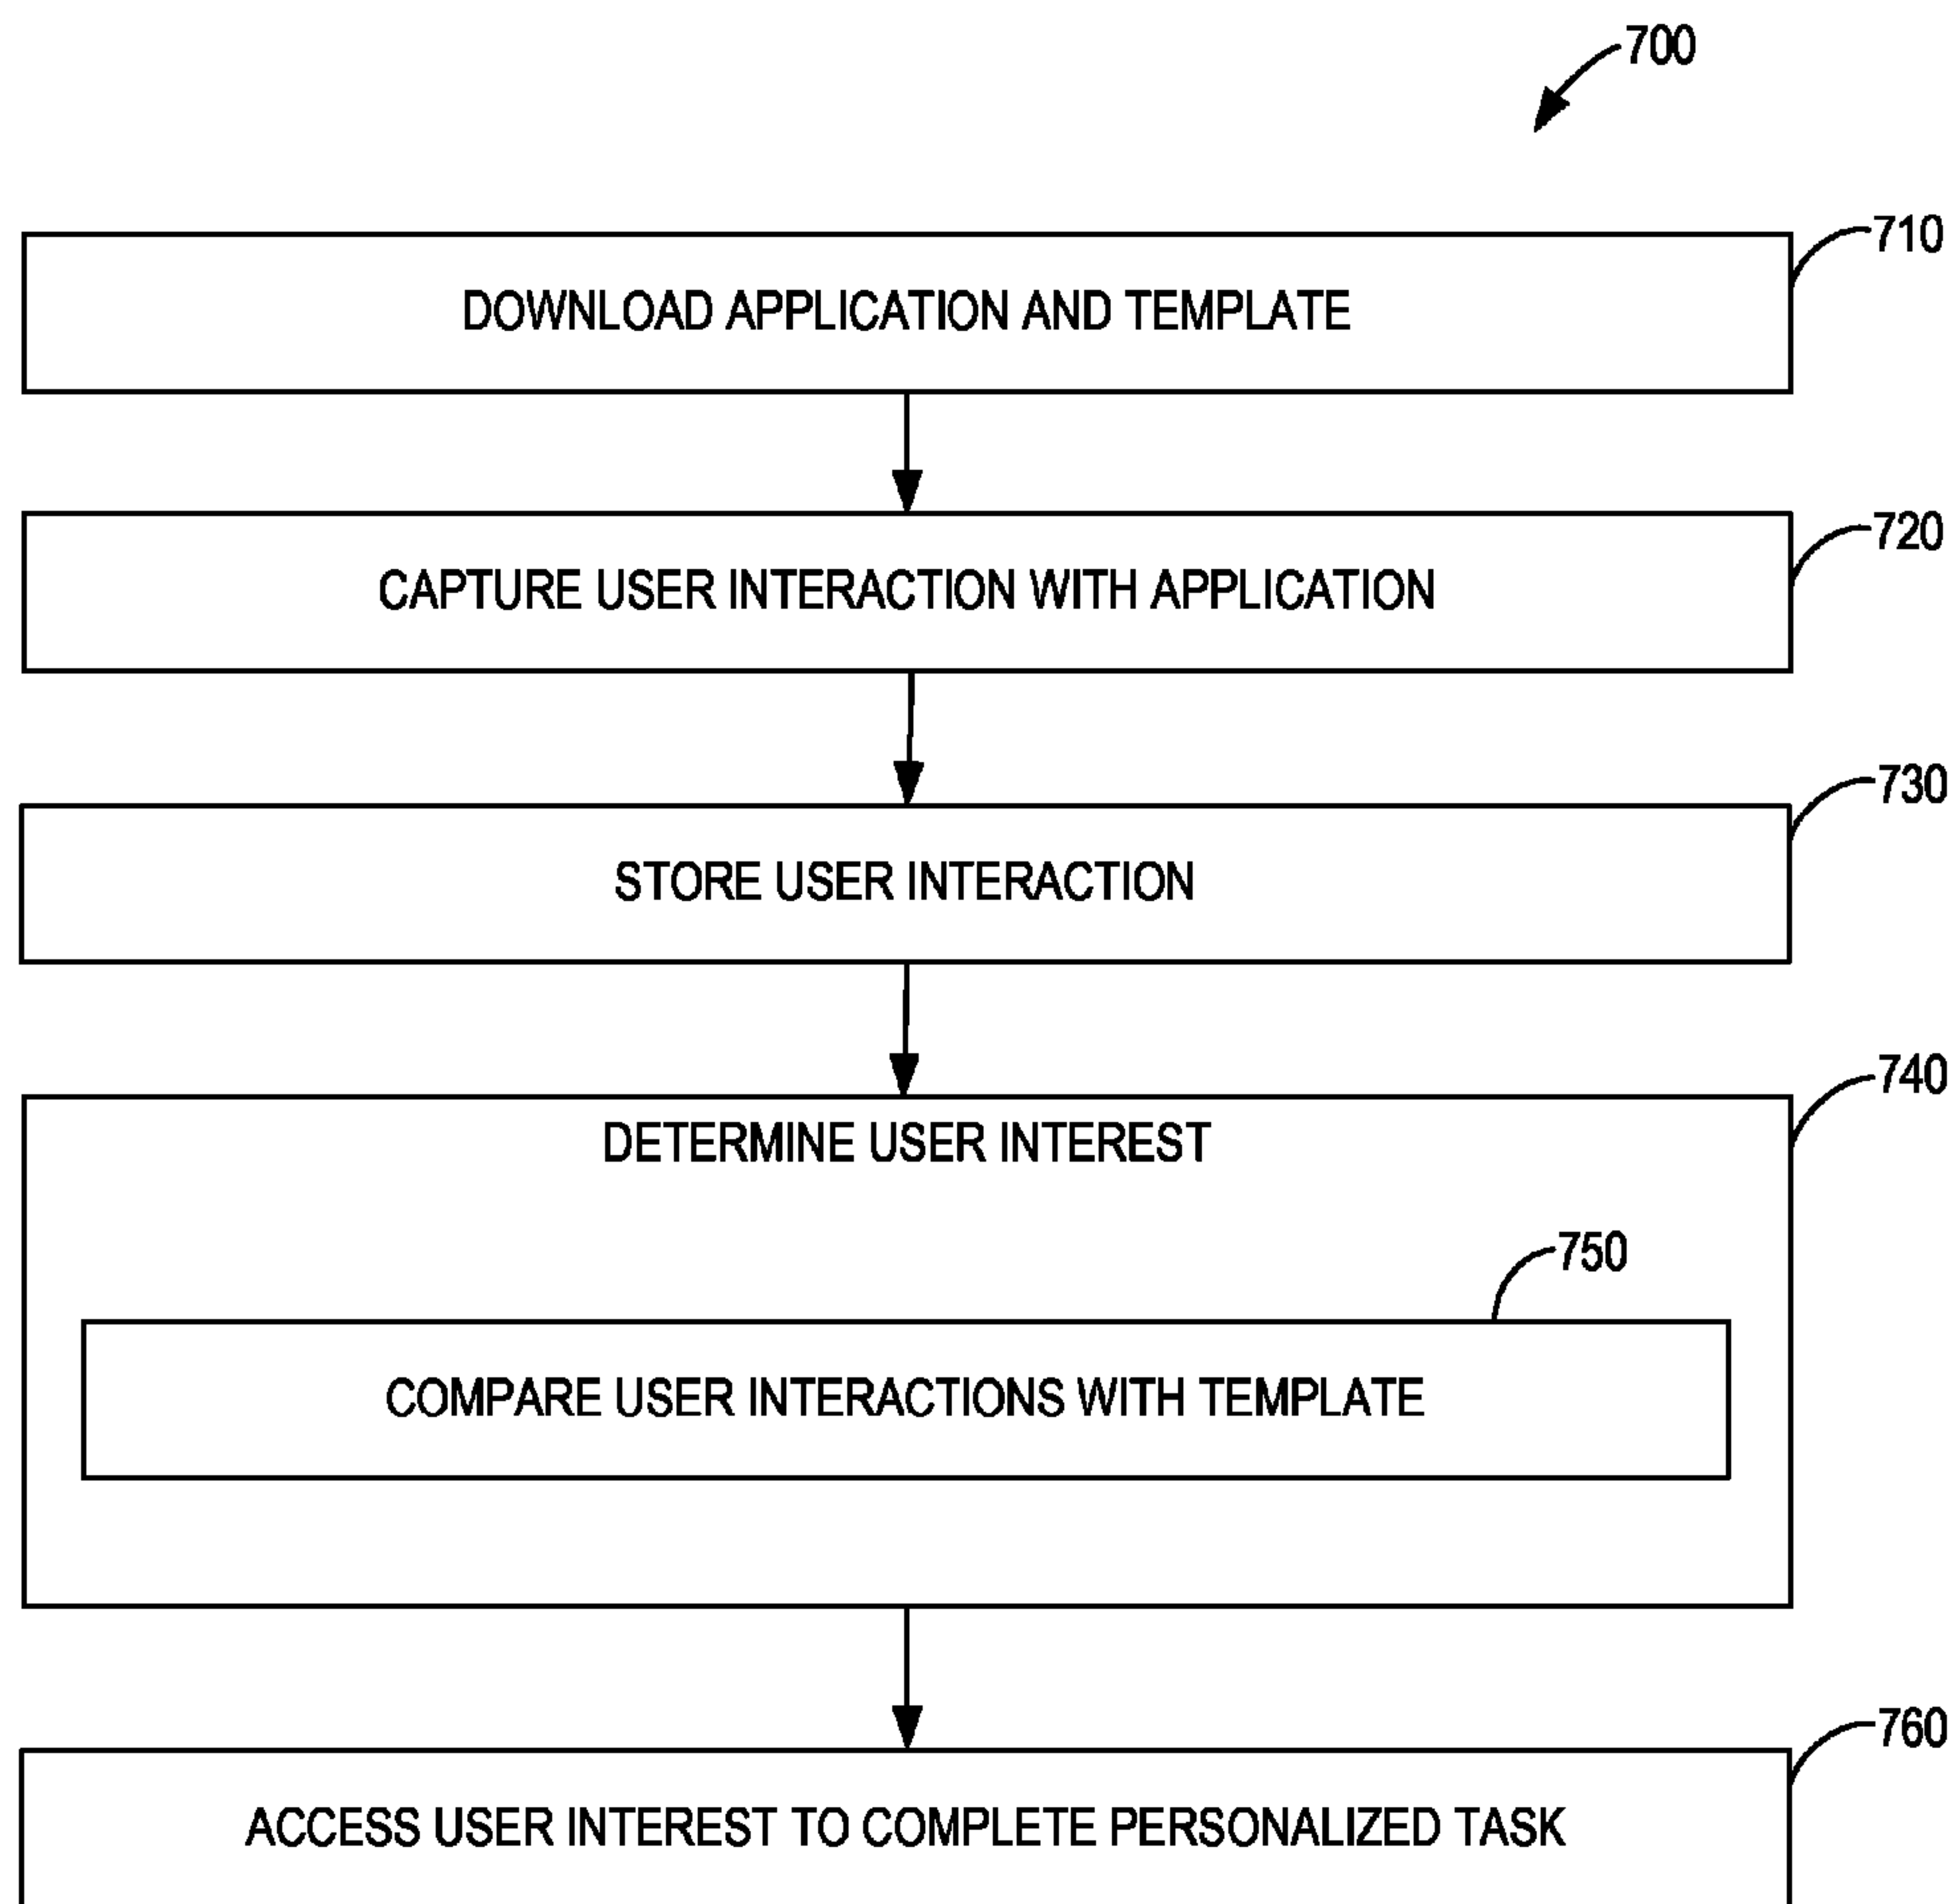 700
710
DOWNLOAD APPLICATION AND TEMPLATE
720
CAPTURE USER INTERACTION WITH APPLICATION
730
STORE USER INTERACTION
740
DETERMINE USER INTEREST
750
COMPARE USER INTERACTIONS WITH TEMPLATE
760
ACCESS USER INTEREST TO COMPLETE PERSONALIZED TASK